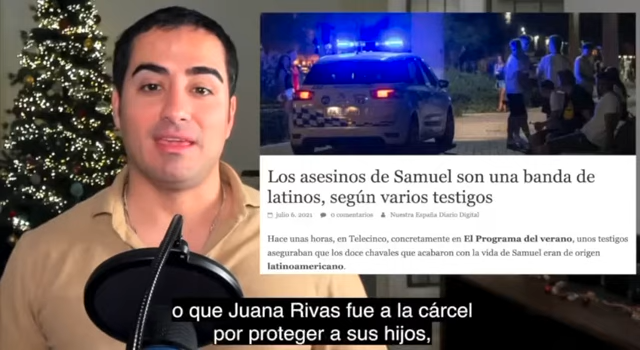 Los asesinos de Samuel son una banda de
latinos, según varios testigos
julio 6, 2021 0 comentarios Nuestra España Diario Digital
Hace unas horas, en Telecinco, concretamente en El Programa del verano, unos testigos
aseguraban que los doce chavales que acabaron con la vida de Samuel eran de origen
latinoamericano.
o que Juana Rivas fue a la cárcel
por proteger a sus hijos,